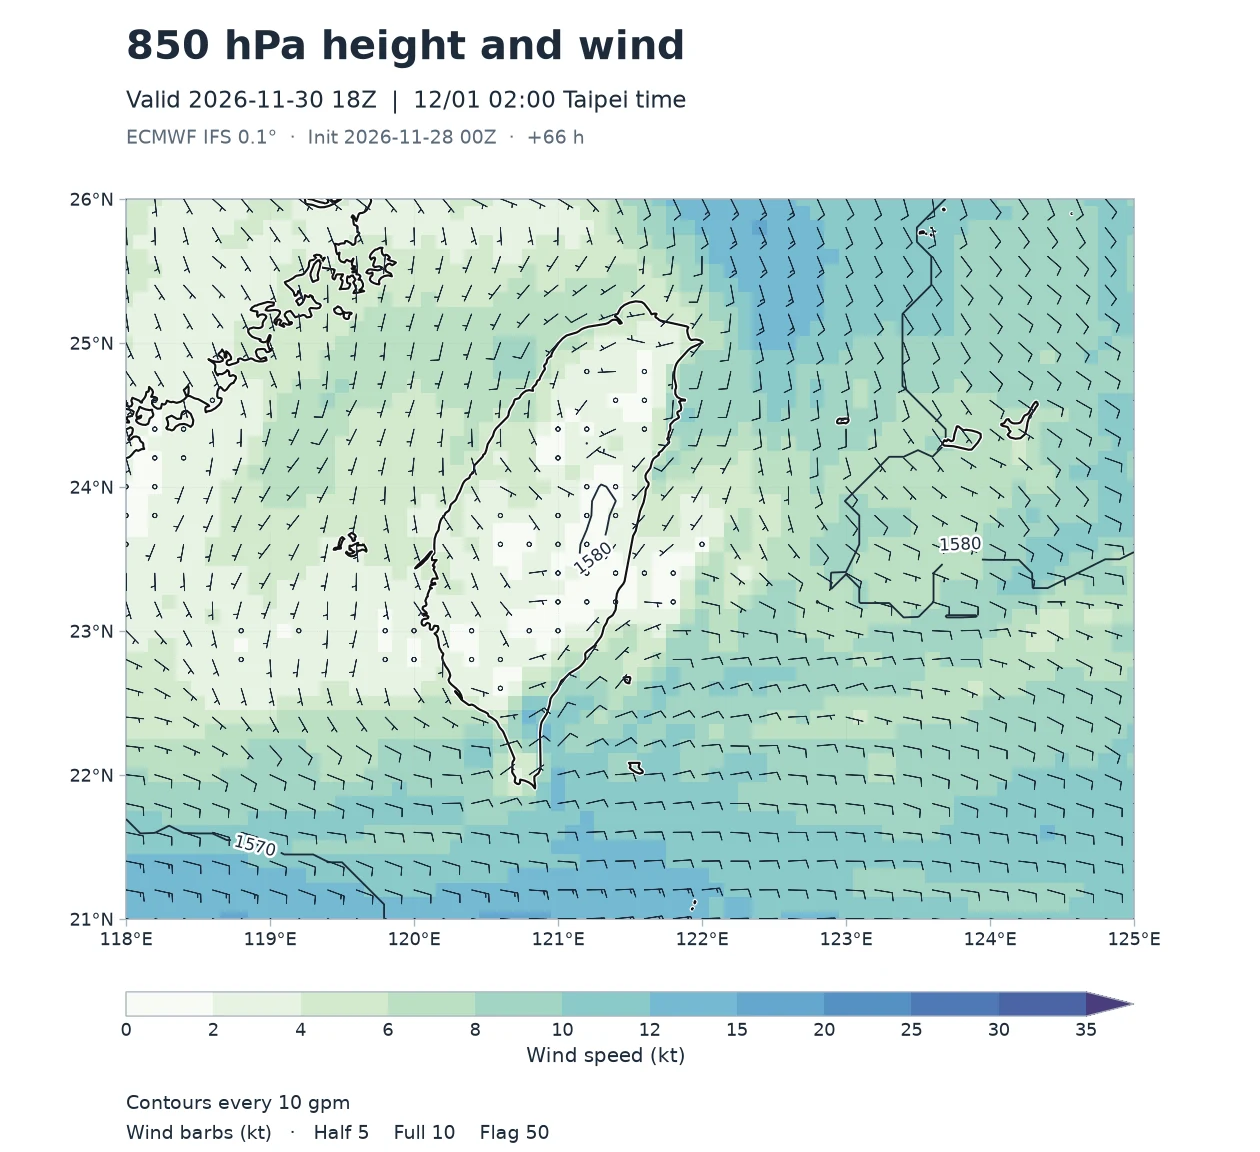 850 hPa height and wind
Valid 2026-11-30 18Z | 12/01 02:00 Taipei time
ECMWF IFS 0.1° · Init 2026-11-28 00Z · +66 h
26°N
25°N
24°N
1580
1580
23°N
22°N
1570
21°N
118°E 119°E 120°E 121°E 122°E 123°E 124°E 125°E
0 2 4 6 8 10 12 15 20 25 30 35
Wind speed (kt)
Contours every 10 gpm
Wind barbs (kt) · Half 5 Full 10 Flag 50